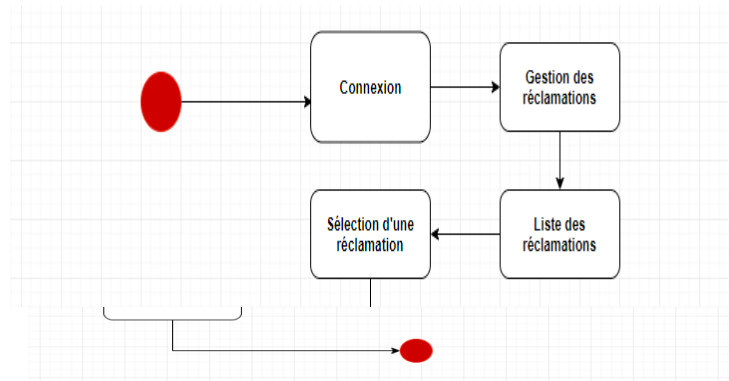 Connexion
Gestion des
réclamations
Sélection d'une
réclamation
Liste des
réclamations